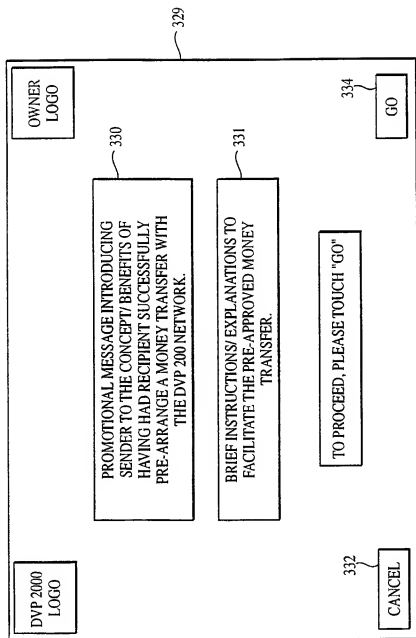 DVP 2000
LOGO
OWNER
LOGO
329
330
PROMOTIONAL MESSAGE INTRODUCING
SENDER TO THE CONCEPT/ BENEFITS OF
HAVING HAD RECIPIENT SUCCESSFULLY
PRE-ARRANGE A MONEY TRANSFER WITH
THE DVP 200 NETWORK.
331
BRIEF INSTRUCTIONS/ EXPLANATIONS TO
FACILITATE THE PRE-APPROVED MONEY
TRANSFER.
TO PROCEED, PLEASE TOUCH "GO"
332
CANCEL
334
GO